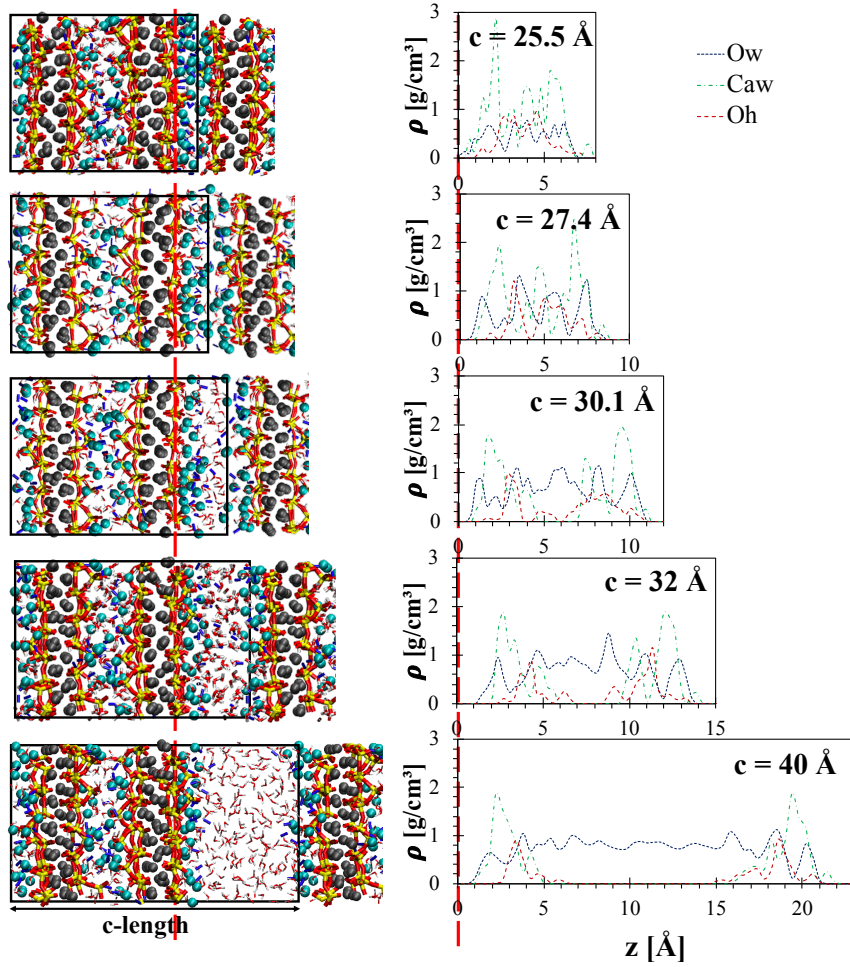 3
2
1
0
0
5
ρ [g/cm³]
c = 25.5 Å
Ow
Caw
Oh
3
2
1
0
0
5
10
ρ [g/cm³]
c = 27.4 Å
3
2
1
0
0
5
10
ρ [g/cm³]
c = 30.1 Å
3
2
1
0
0
5
10
15
ρ [g/cm³]
c = 32 Å
3
2
1
0
0
5
10
15
20
ρ [g/cm³]
c = 40 Å
c-length
z [Å]